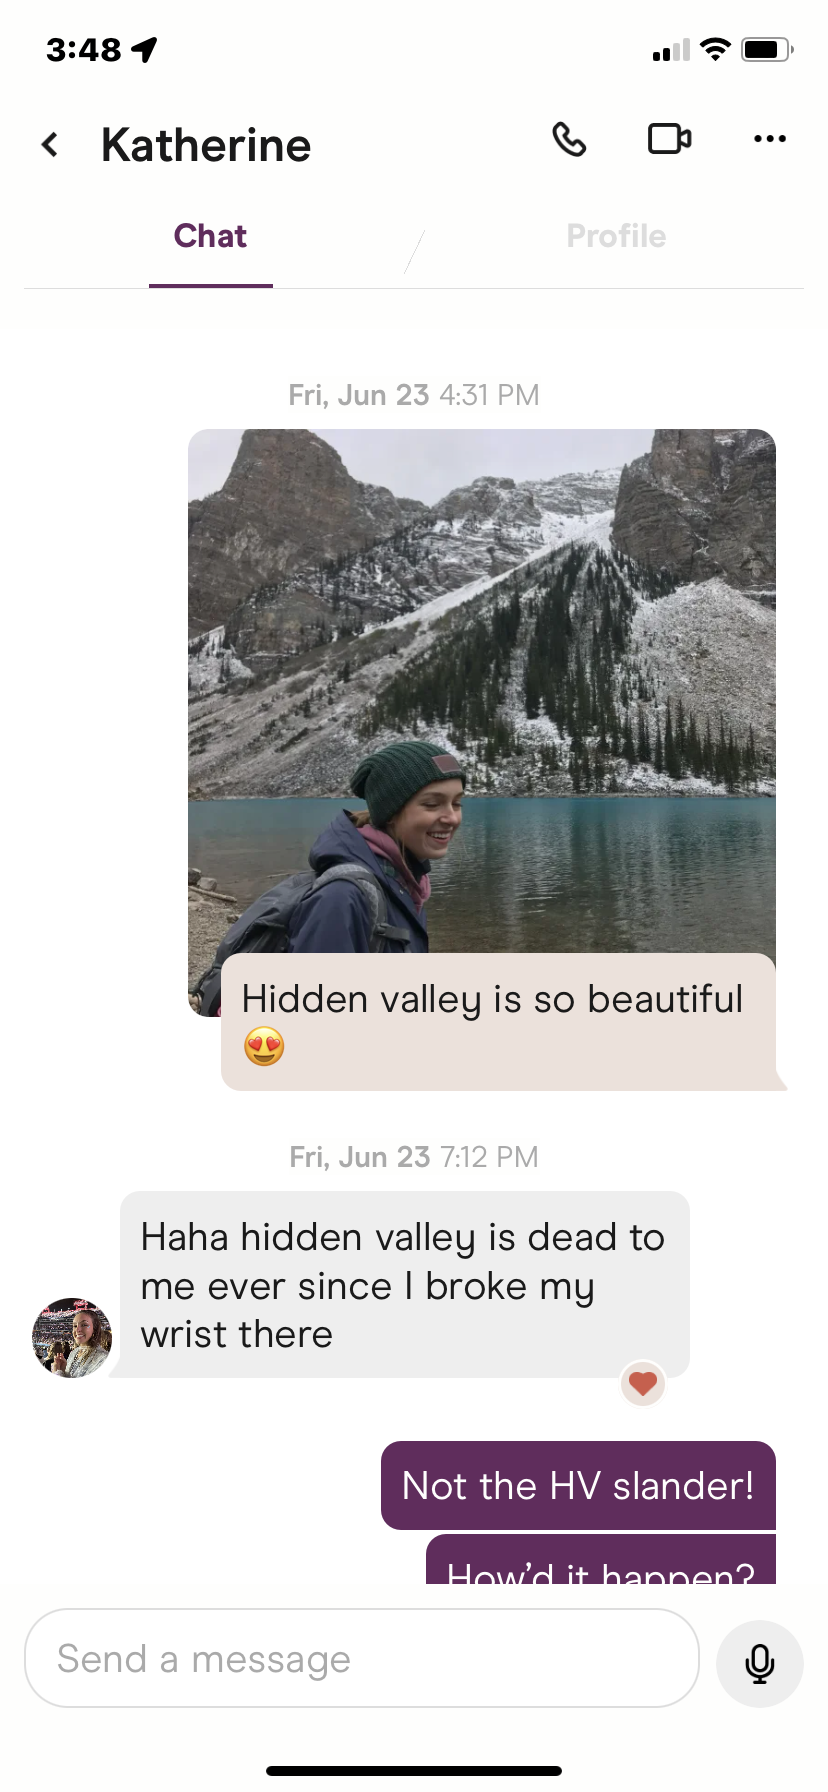 3:48
Katherine
Chat
Profile
Fri, Jun 23 4:31 PM
Hidden valley is so beautiful
😍
Fri, Jun 23 7:12 PM
Haha hidden valley is dead to
me ever since I broke my
wrist there
Not the HV slander!
How’d it happen?
Send a message